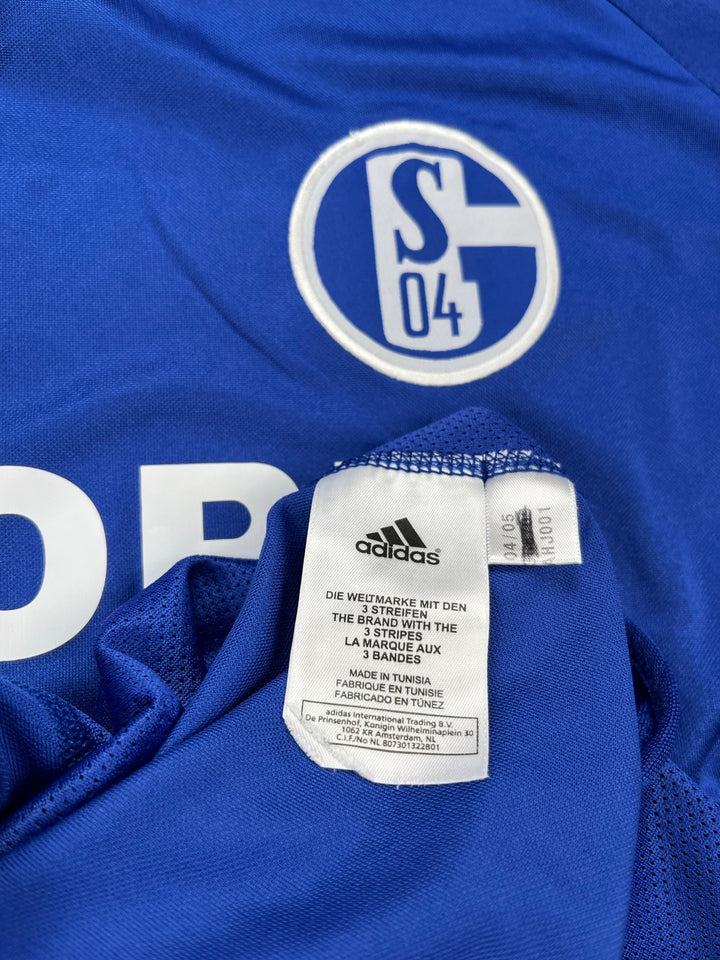 S
04
OR
adidas
DIE WELTMARKE MIT DEN
3 STREIFEN
THE BRAND WITH THE
3 STRIPES
LA MARQUE AUX
3 BANDES
MADE IN TUNISIA
FABRIQUE EN TUNISIE
FABRICADO EN TÚNEZ
adidas International Trading B.V.
De Prinsenhof, Konigin Wilhelminaplein 30
1062 KR Amsterdam, NL
C.I.F./No NL 807301322801
04/05
AHJ001